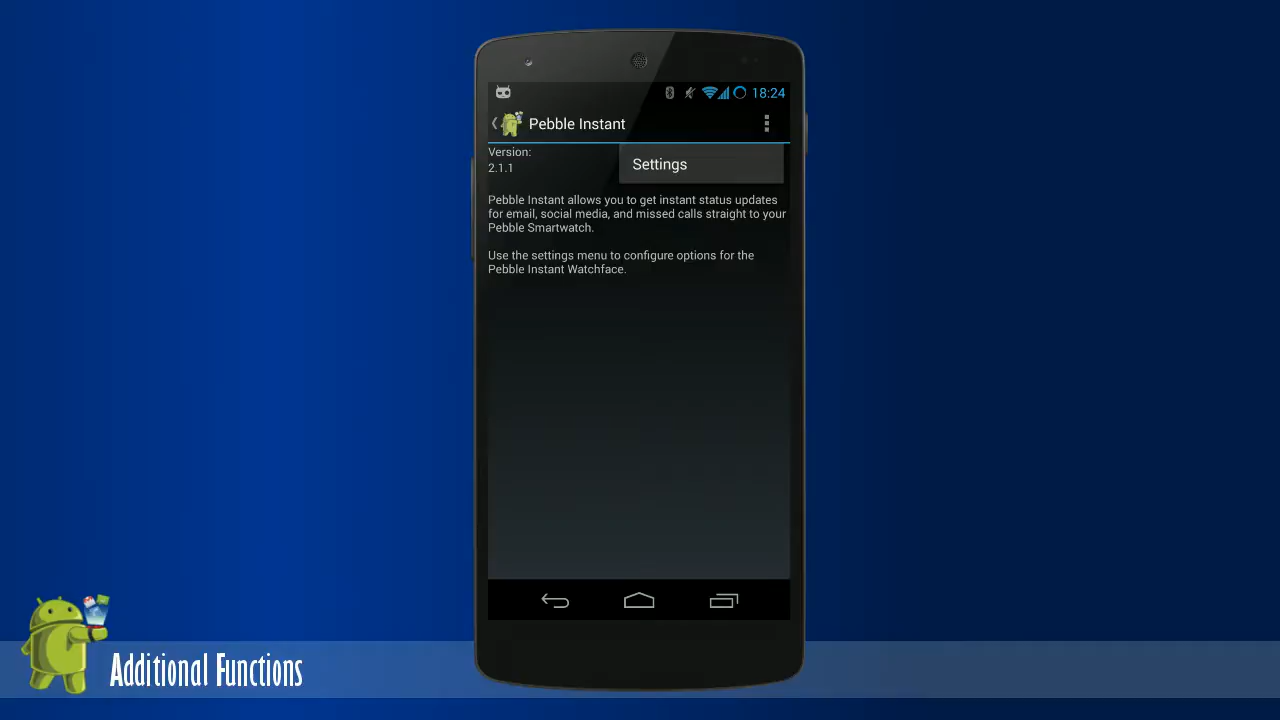 18:24
Pebble Instant
Version:
2.1.1
Settings
Pebble Instant allows you to get instant status updates
for email, social media, and missed calls straight to your
Pebble Smartwatch.
Use the settings menu to configure options for the
Pebble Instant Watchface.
Additional Functions